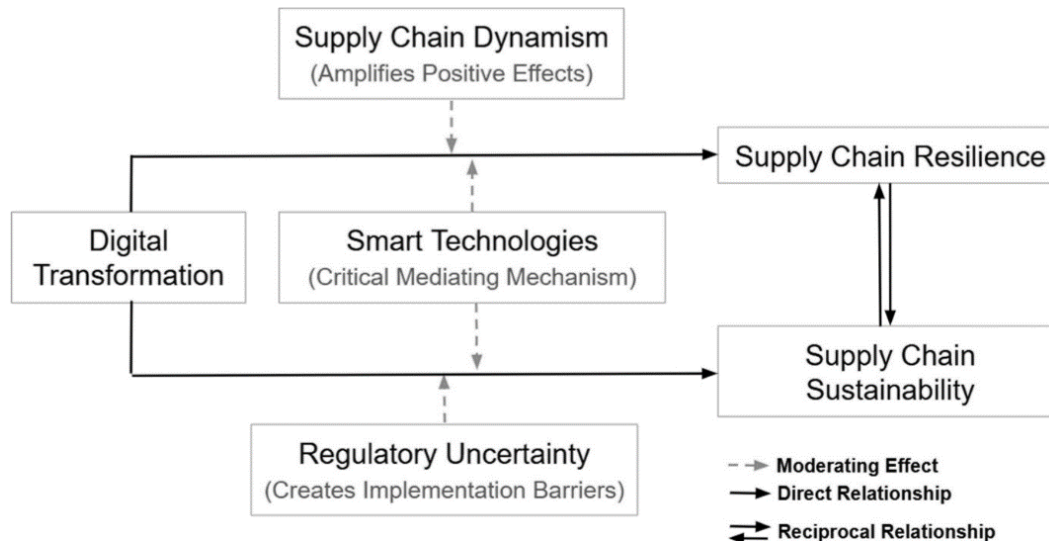 Supply Chain Dynamism
(Amplifies Positive Effects)
Supply Chain Resilience
Digital
Transformation
Smart Technologies
(Critical Mediating Mechanism)
Supply Chain
Sustainability
Regulatory Uncertainty
(Creates Implementation Barriers)
Moderating Effect
Direct Relationship
Reciprocal Relationship